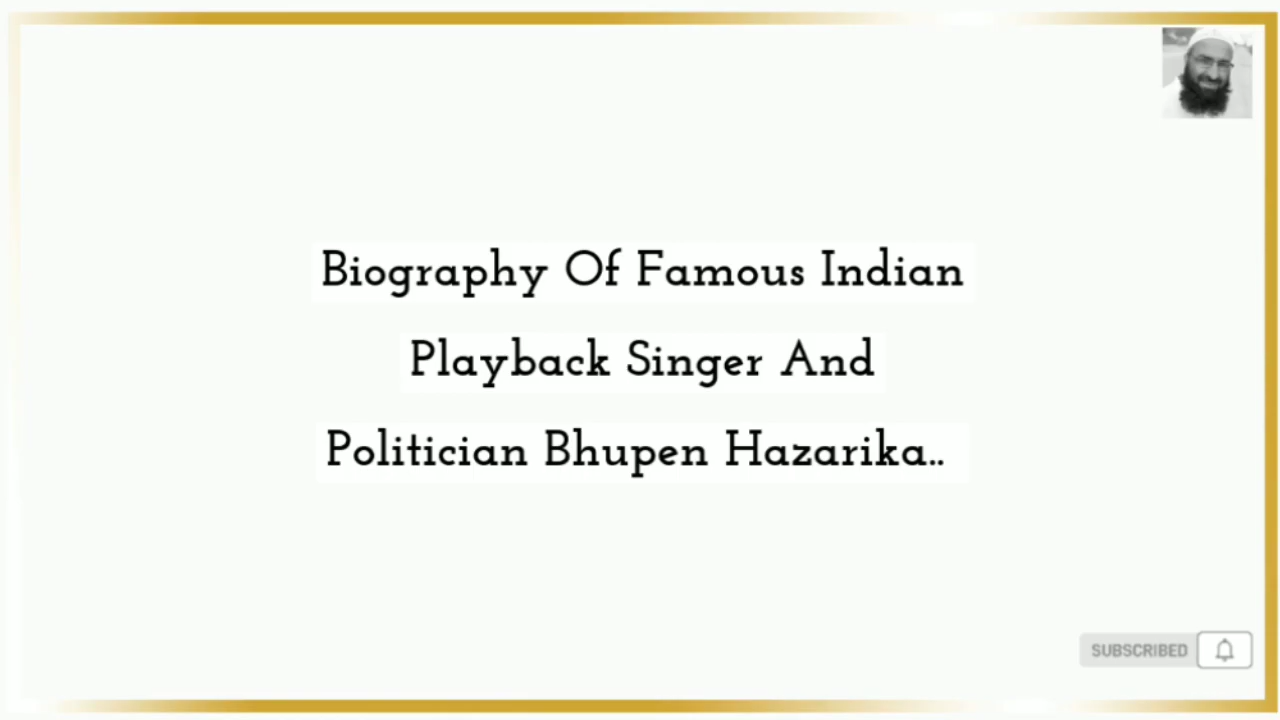 Biography Of Famous Indian
Playback Singer And
Politician Bhupen Hazarika..
SUBSCRIBED